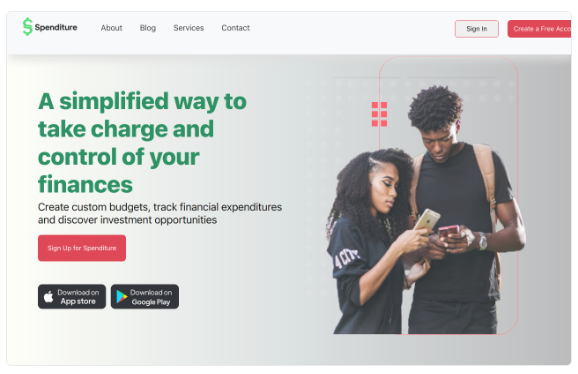 Spenditure
About
Blog
Services
Contact
Sign In
Create a Free Acco
A simplified way to
take charge and
control of your
finances
Create custom budgets, track financial expenditures
and discover investment opportunities
Sign Up for Spenditure
Download on
App store
Download on
Google Play